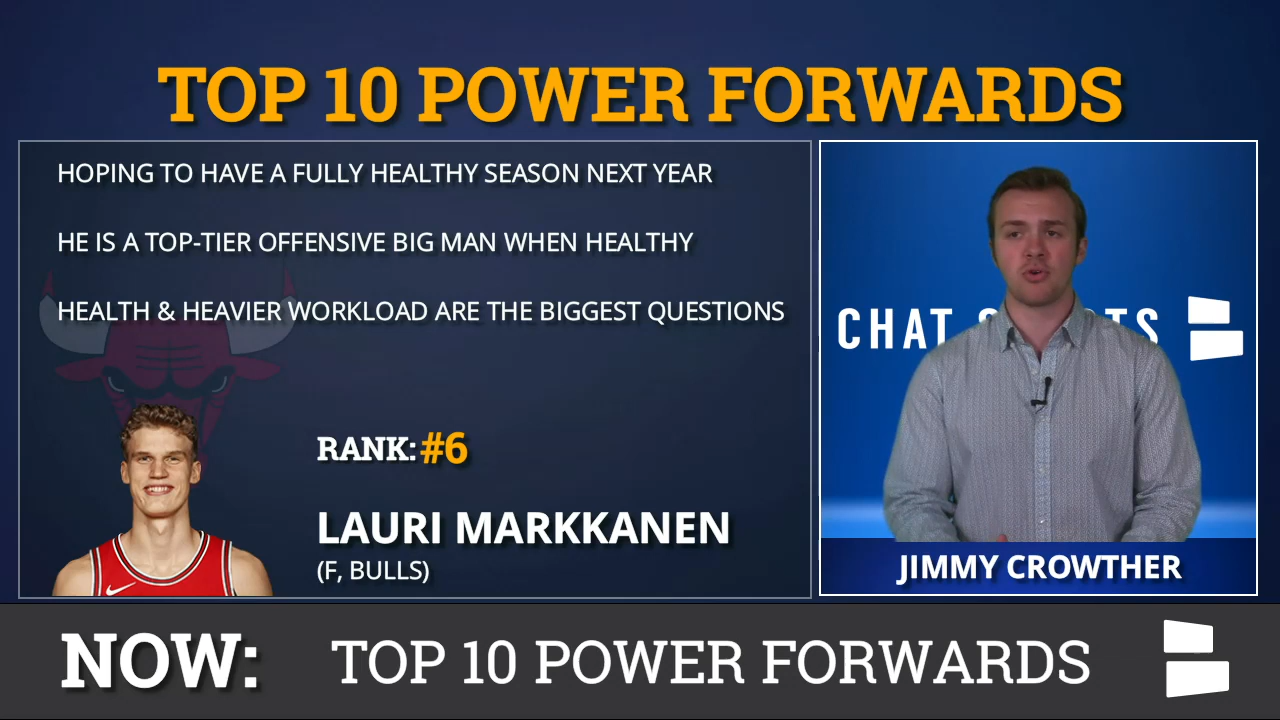 TOP 10 POWER FORWARDS
HOPING TO HAVE A FULLY HEALTHY SEASON NEXT YEAR
HE IS A TOP-TIER OFFENSIVE BIG MAN WHEN HEALTHY
HEALTH & HEAVIER WORKLOAD ARE THE BIGGEST QUESTIONS
RANK: #6
LAURI MARKKANEN
(F, BULLS)
CHAT
JIMMY CROWTHER
NOW: TOP 10 POWER FORWARDS